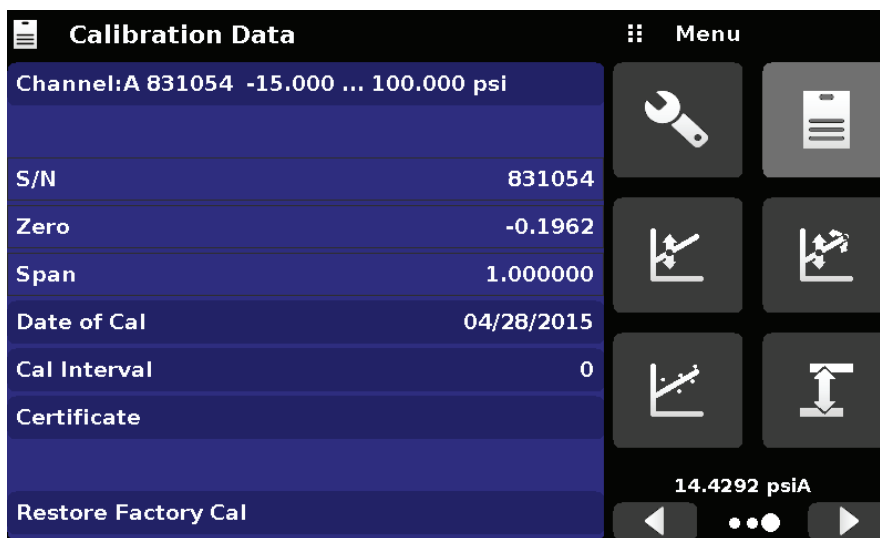 Calibration Data
Menu
Channel:A 831054 -15.000 ... 100.000 psi
S/N 831054
Zero -0.1962
Span 1.000000
Date of Cal 04/28/2015
Cal Interval 0
Certificate
Restore Factory Cal
14.4292 psiA